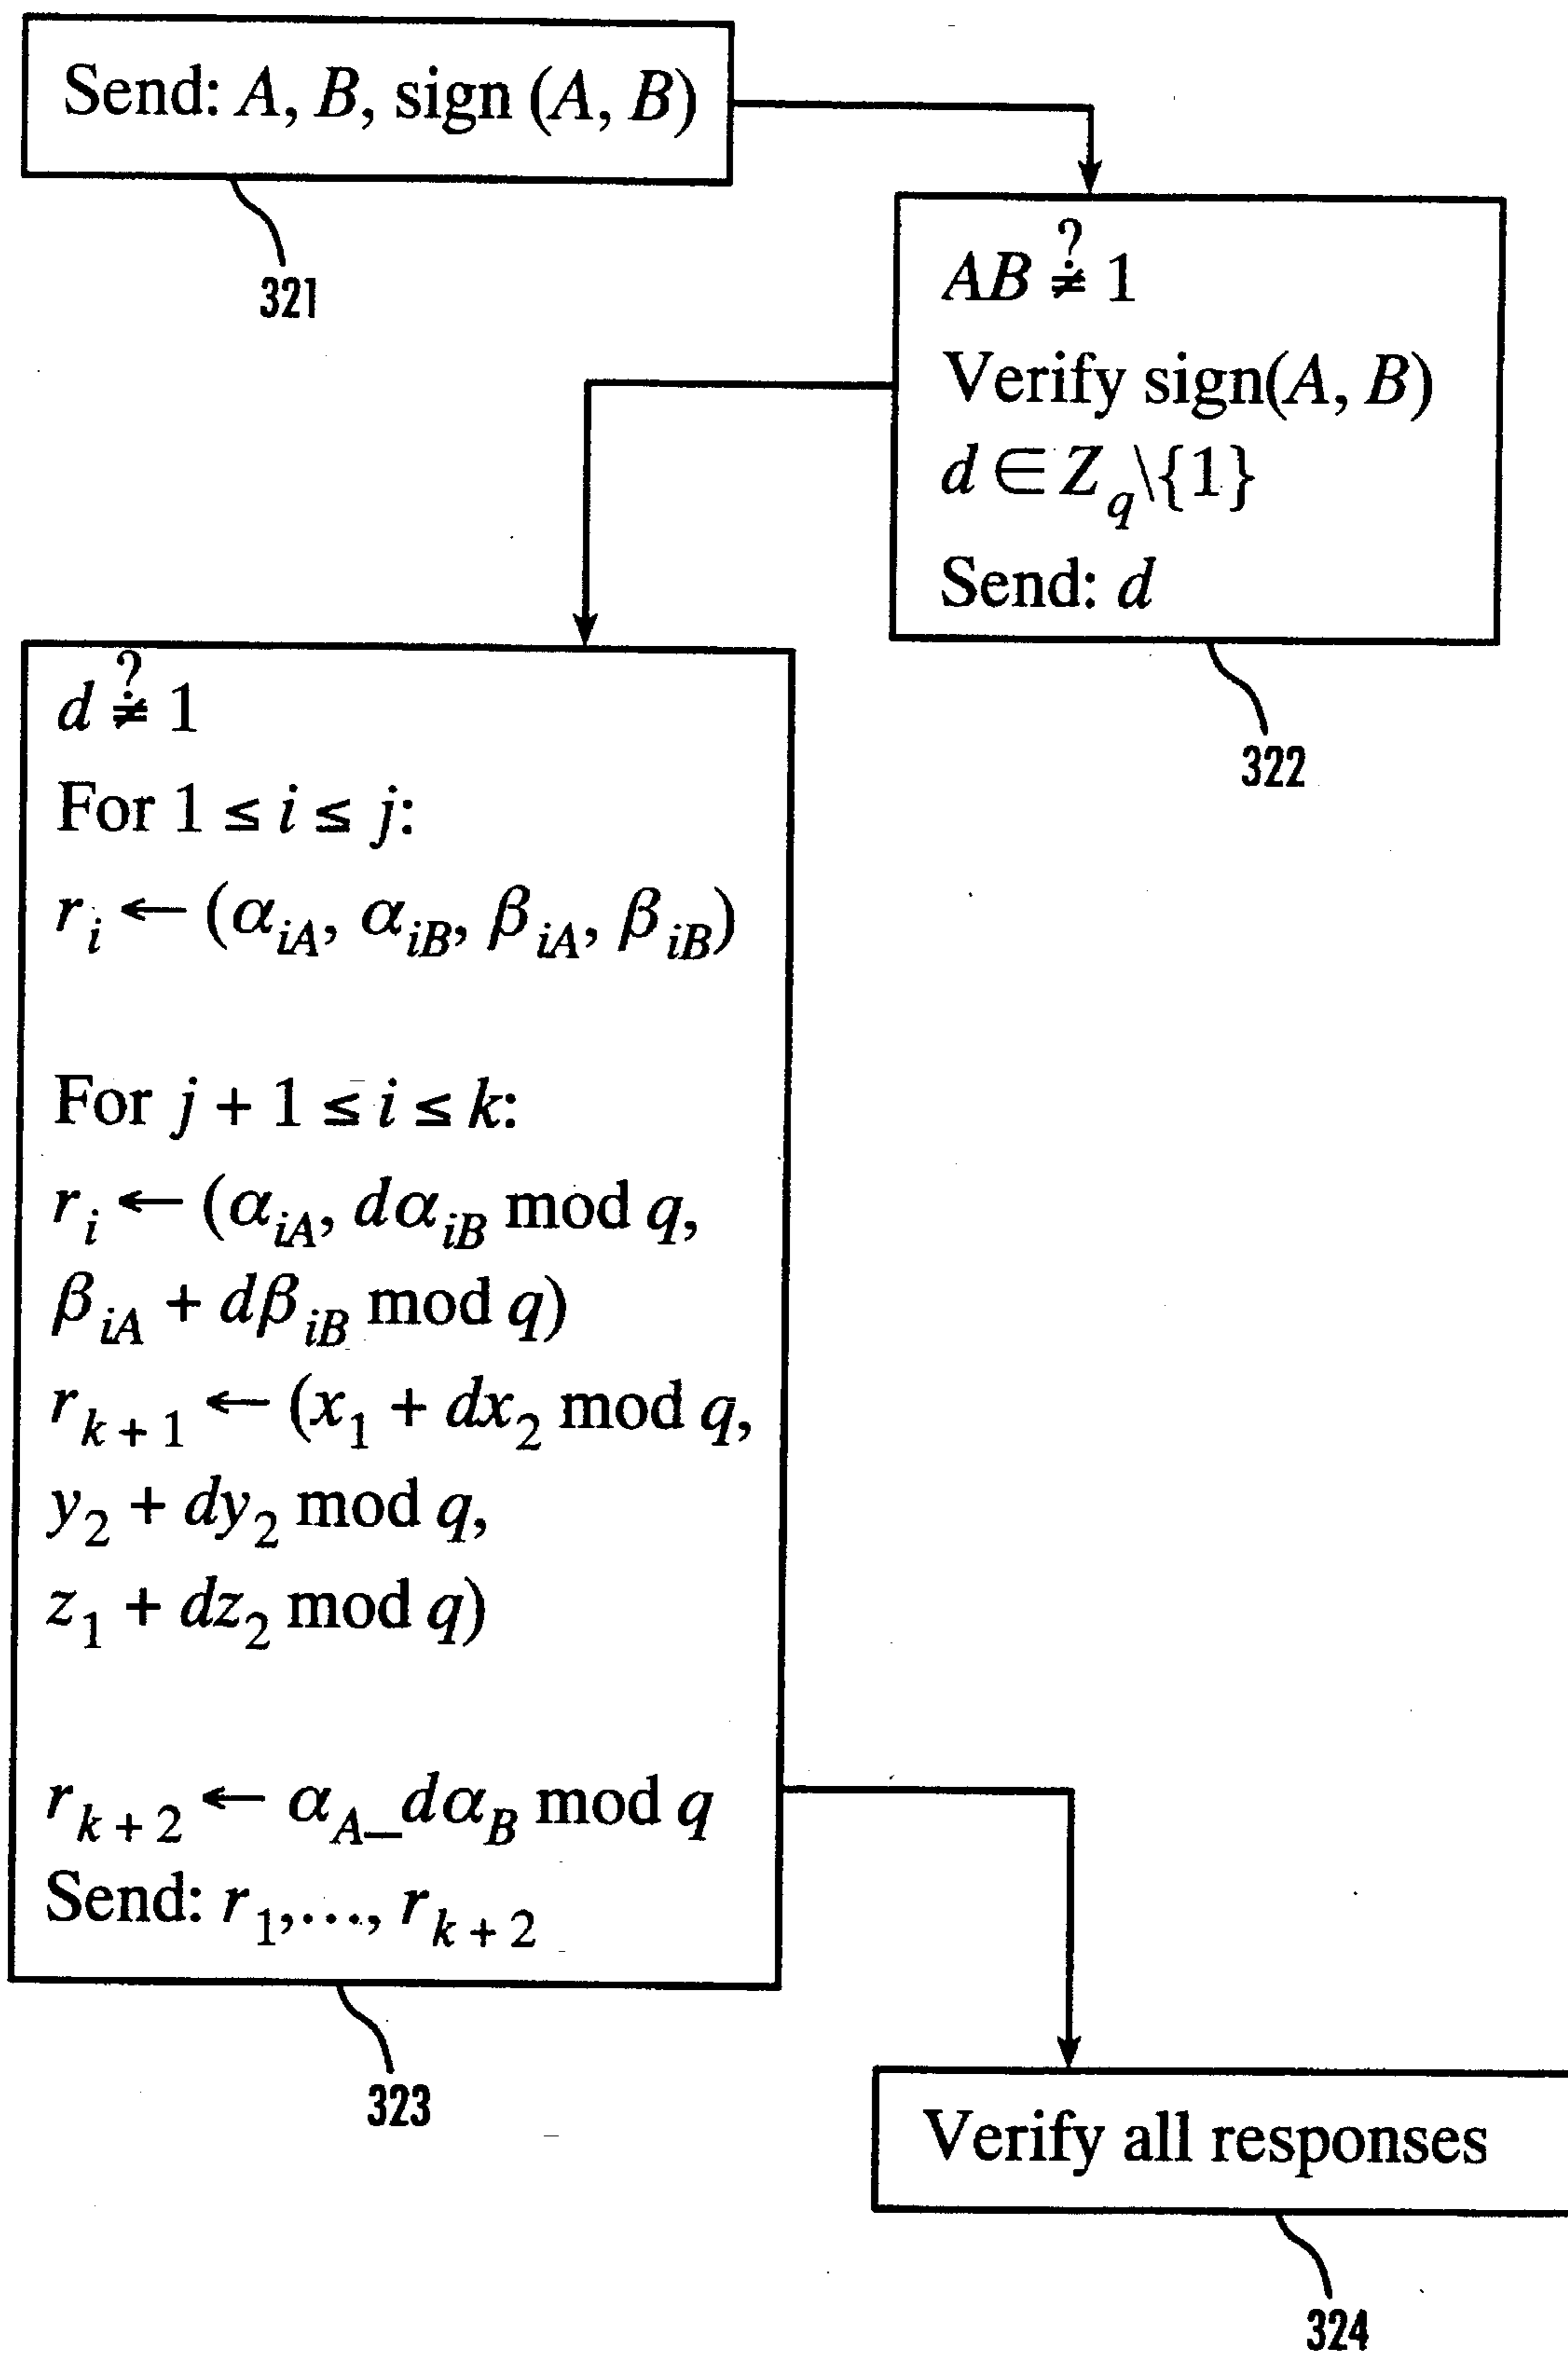 Send: A, B, sign (A, B)
321
AB ≟̸ 1
Verify sign(A, B)
d ∈ Z_q\{1}
Send: d
322
d ≟̸ 1
For 1 ≤ i ≤ j:
r_i ← (α_iA, α_iB, β_iA, β_iB)
For j + 1 ≤ i ≤ k:
r_i ← (α_iA, dα_iB mod q,
β_iA + dβ_iB mod q)
r_k + 1 ← (x_1 + dx_2 mod q,
y_2 + dy_2 mod q,
z_1 + dz_2 mod q)
r_k + 2 ← α_A_dα_B mod q
Send: r_1,..., r_k + 2
323
Verify all responses
324